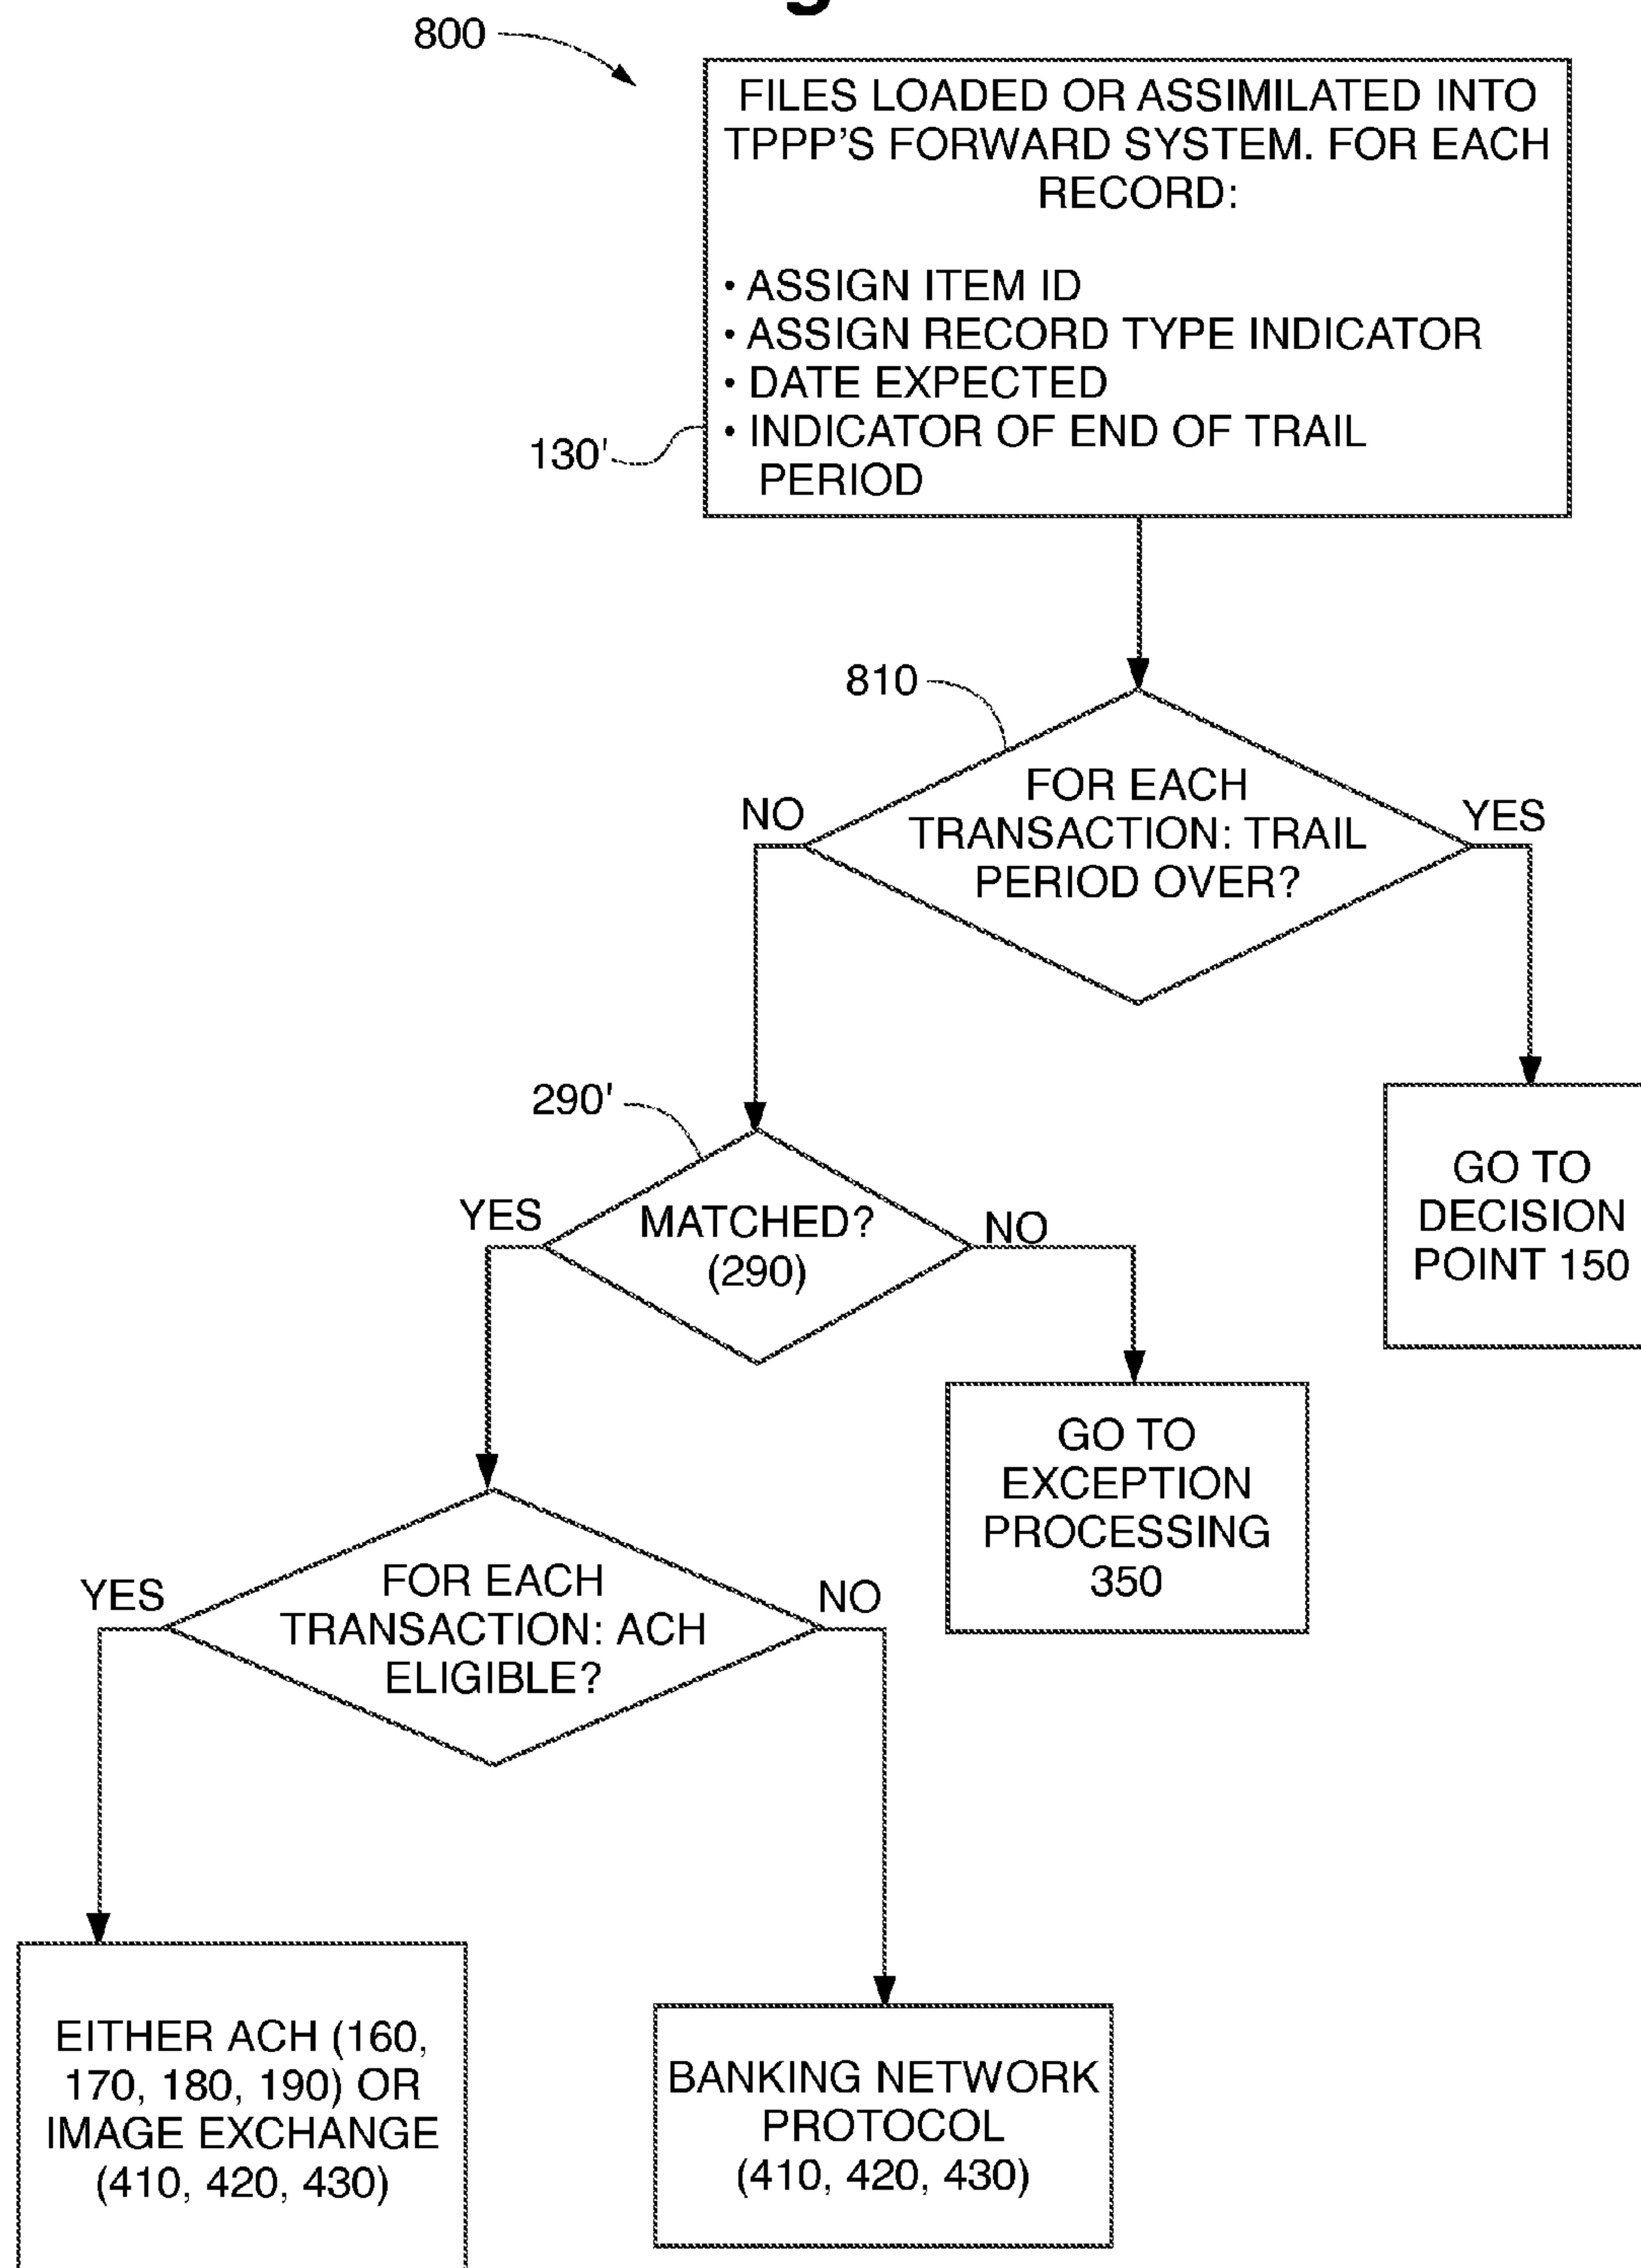 800
FILES LOADED OR ASSIMILATED INTO
TPPP'S FORWARD SYSTEM. FOR EACH
RECORD:
• ASSIGN ITEM ID
• ASSIGN RECORD TYPE INDICATOR
• DATE EXPECTED
• INDICATOR OF END OF TRAIL
PERIOD
130'
810
FOR EACH
TRANSACTION: TRAIL
PERIOD OVER?
NO
YES
290'
MATCHED?
(290)
YES
NO
GO TO
DECISION
POINT 150
GO TO
EXCEPTION
PROCESSING
350
FOR EACH
TRANSACTION: ACH
ELIGIBLE?
YES
NO
EITHER ACH (160,
170, 180, 190) OR
IMAGE EXCHANGE
(410, 420, 430)
BANKING NETWORK
PROTOCOL
(410, 420, 430)